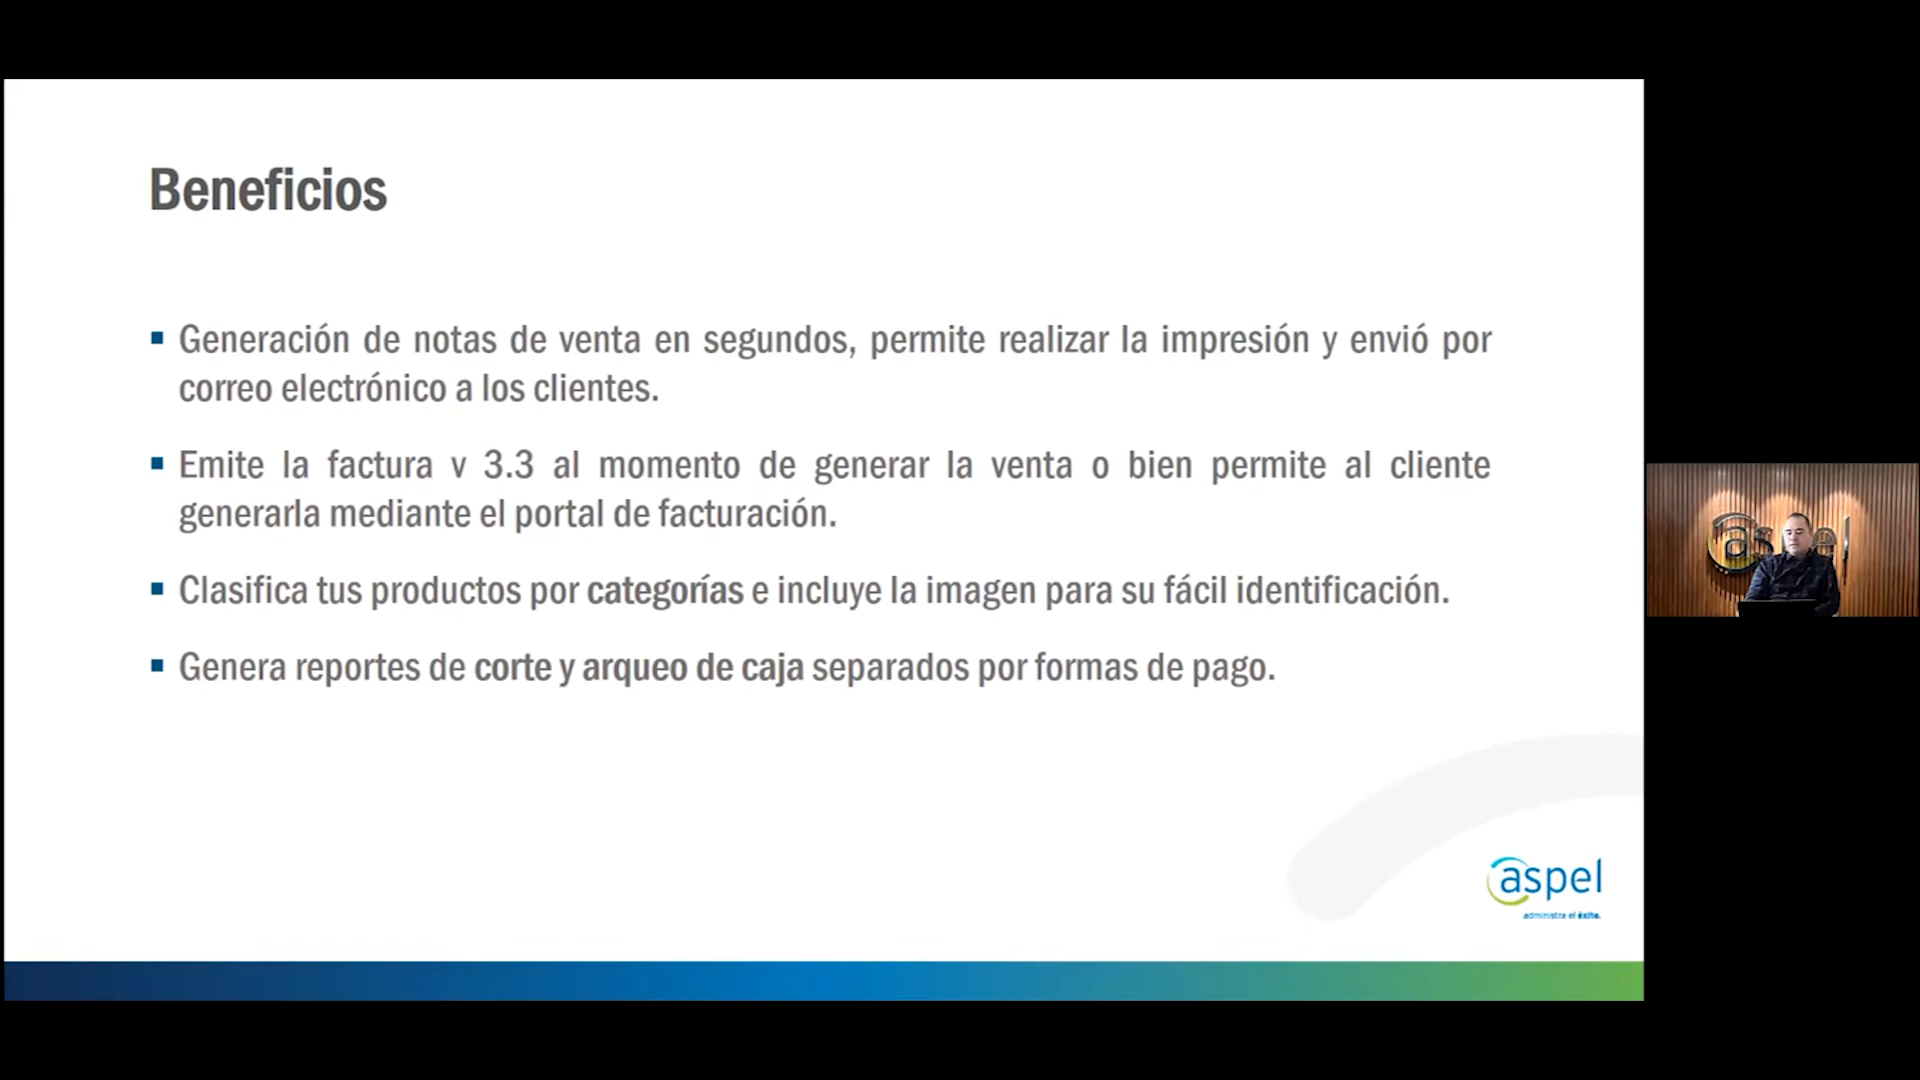 Beneficios
▪ Generación de notas de venta en segundos, permite realizar la impresión y envió por
correo electrónico a los clientes.
▪ Emite la factura v 3.3 al momento de generar la venta o bien permite al cliente
generarla mediante el portal de facturación.
▪ Clasifica tus productos por categorías e incluye la imagen para su fácil identificación.
▪ Genera reportes de corte y arqueo de caja separados por formas de pago.
aspel
administra el éxito.